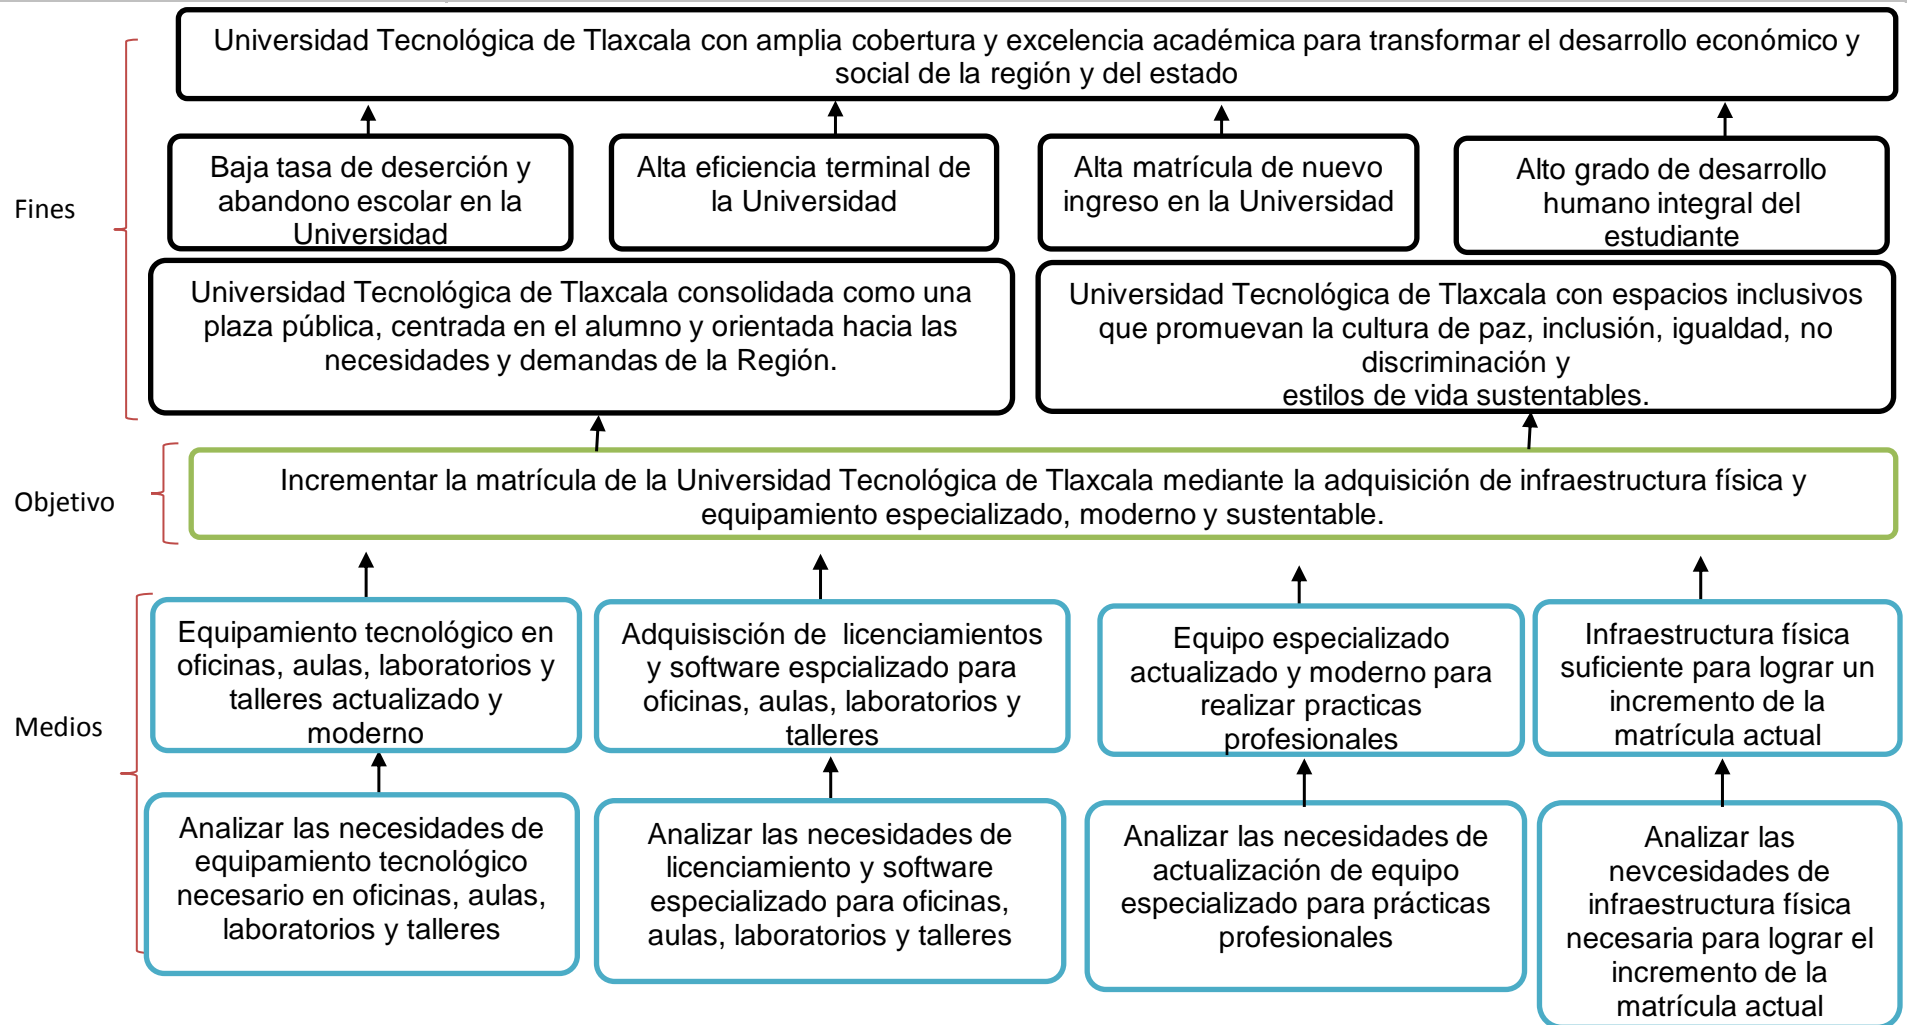 Universidad Tecnológica de Tlaxcala con amplia cobertura y excelencia académica para transformar el desarrollo económico y
social de la región y del estado
Fines
Baja tasa de deserción y
abandono escolar en la
Universidad
Alta eficiencia terminal de
la Universidad
Alta matrícula de nuevo
ingreso en la Universidad
Alto grado de desarrollo
humano integral del
estudiante
Universidad Tecnológica de Tlaxcala consolidada como una
plaza pública, centrada en el alumno y orientada hacia las
necesidades y demandas de la Región.
Universidad Tecnológica de Tlaxcala con espacios inclusivos
que promuevan la cultura de paz, inclusión, igualdad, no
discriminación y
estilos de vida sustentables.
Objetivo
Incrementar la matrícula de la Universidad Tecnológica de Tlaxcala mediante la adquisición de infraestructura física y
equipamiento especializado, moderno y sustentable.
Medios
Equipamiento tecnológico en
oficinas, aulas, laboratorios y
talleres actualizado y
moderno
Adquisisción de  licenciamientos
y software espcializado para
oficinas, aulas, laboratorios y
talleres
Equipo especializado
actualizado y moderno para
realizar practicas
profesionales
Infraestructura física
suficiente para lograr un
incremento de la
matrícula actual
Analizar las necesidades de
equipamiento tecnológico
necesario en oficinas, aulas,
laboratorios y talleres
Analizar las necesidades de
licenciamiento y software
especializado para oficinas,
aulas, laboratorios y talleres
Analizar las necesidades de
actualización de equipo
especializado para prácticas
profesionales
Analizar las
nevcesidades de
infraestructura física
necesaria para lograr el
incremento de la
matrícula actual